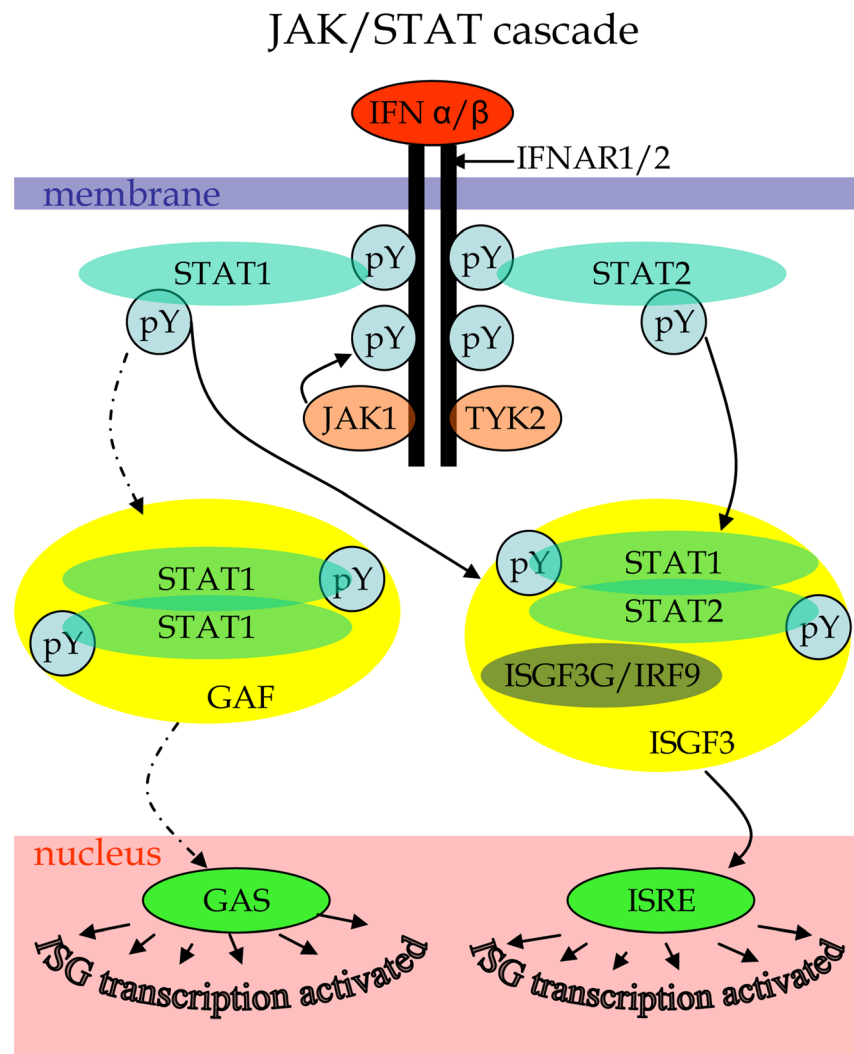 JAK/STAT cascade
IFN α/β
IFNAR1/2
membrane
pY
pY
STAT1
STAT2
pY
pY
pY
pY
JAK1
TYK2
STAT1
pY
STAT1
pY
GAF
pY
STAT1
STAT2
pY
ISGF3G/IRF9
ISGF3
nucleus
GAS
ISRE
ISG transcription activated
ISG transcription activated